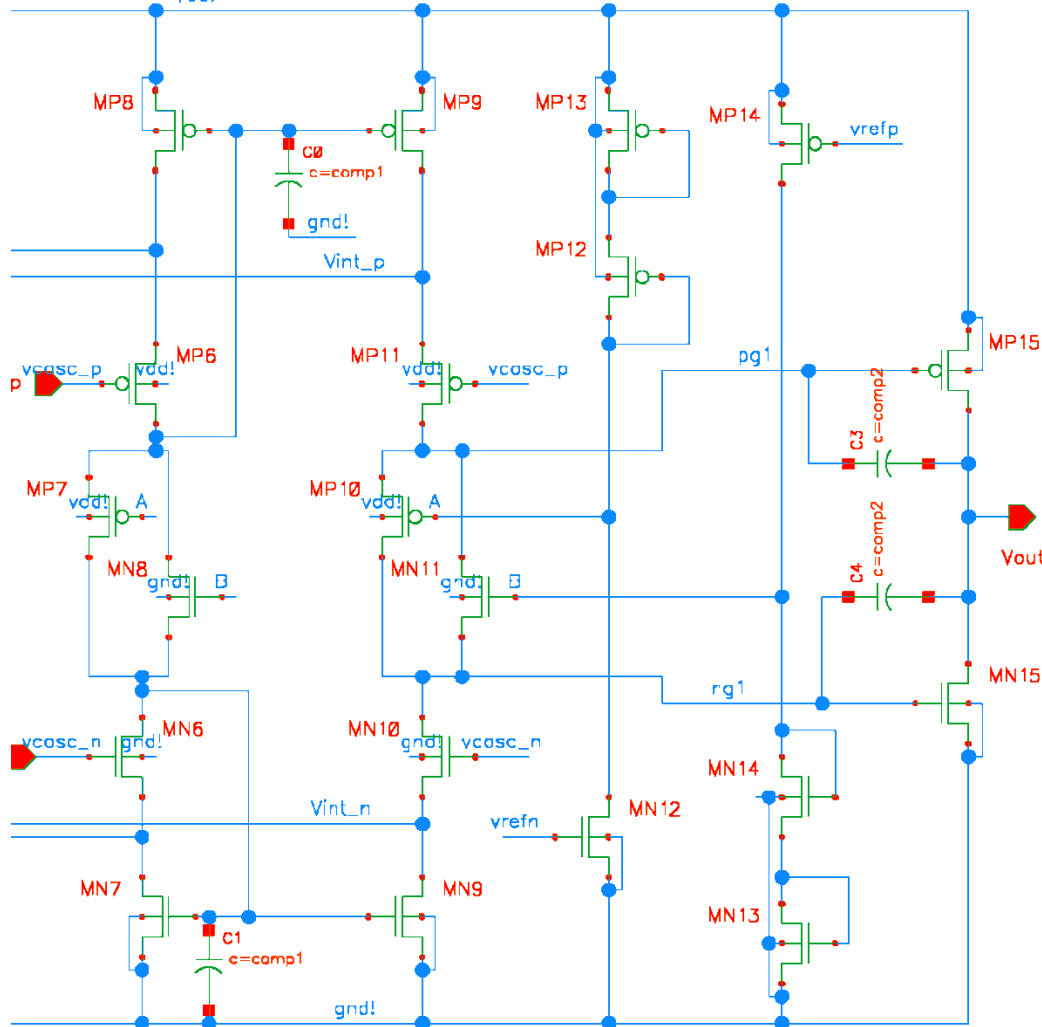 MP8
MP9
MP13
MP14
vrefp
C0
c=comp1
gnd!
Vint_p
MP12
MP6
MP11
pg1
MP15
vcasc_p
vdd!
vdd!
vcasc_p
p
C3
c=comp2
MP7
vdd!
A
MP10
vdd!
A
MN8
gnd!
B
MN11
gnd!
B
C4
c=comp2
Vout
MN6
MN10
ng1
MN15
vcasc_n
gnd!
gnd!
vcasc_n
MN14
Vint_n
vrefn
MN12
MN7
MN9
MN13
C1
c=comp1
gnd!